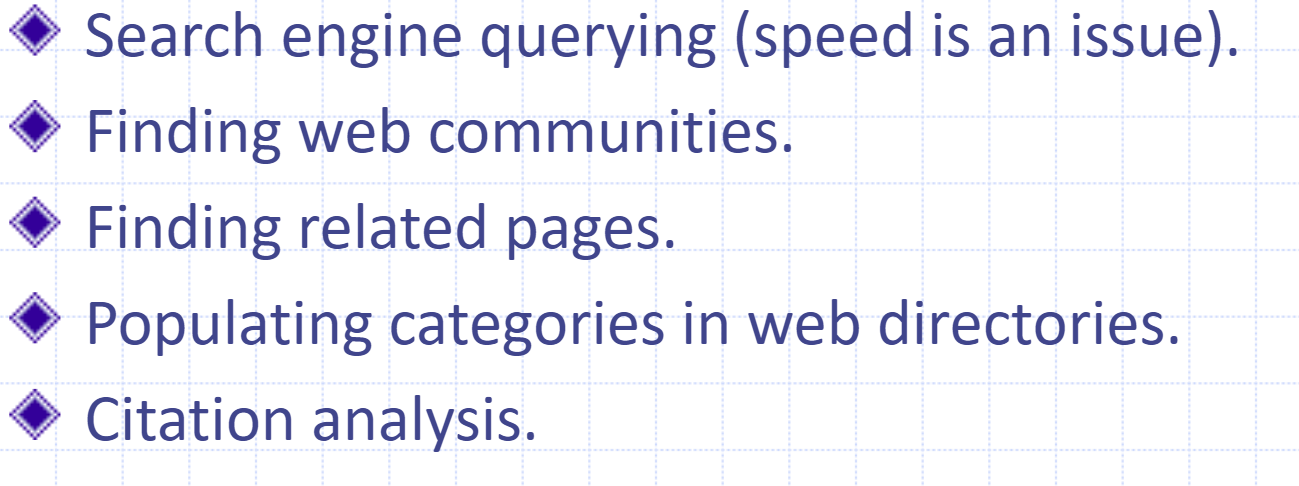 Search engine querying (speed is an issue).
Finding web communities.
Finding related pages.
Populating categories in web directories.
Citation analysis.